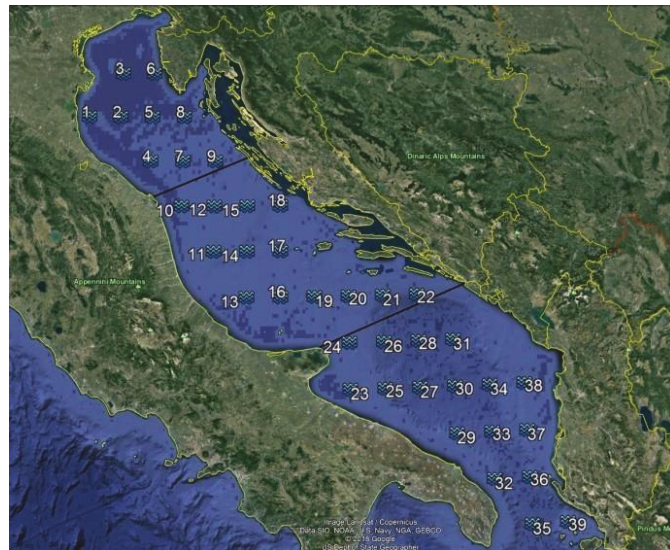 3 6
1 2 5 8
4 7 9
Dinaric Alps Mountains
10 12 15 18
11 14 17
Appennini Mountains
13 16 19 20 21 22
24 26 28 31
23 25 27 30 34 38
29 33 37
32 36
35 39
Image Landsat / Copernicus
Data SIO, NOAA, U.S. Navy, NGA, GEBCO
© 2016 Google
US Dept of State Geographer
Pindus M